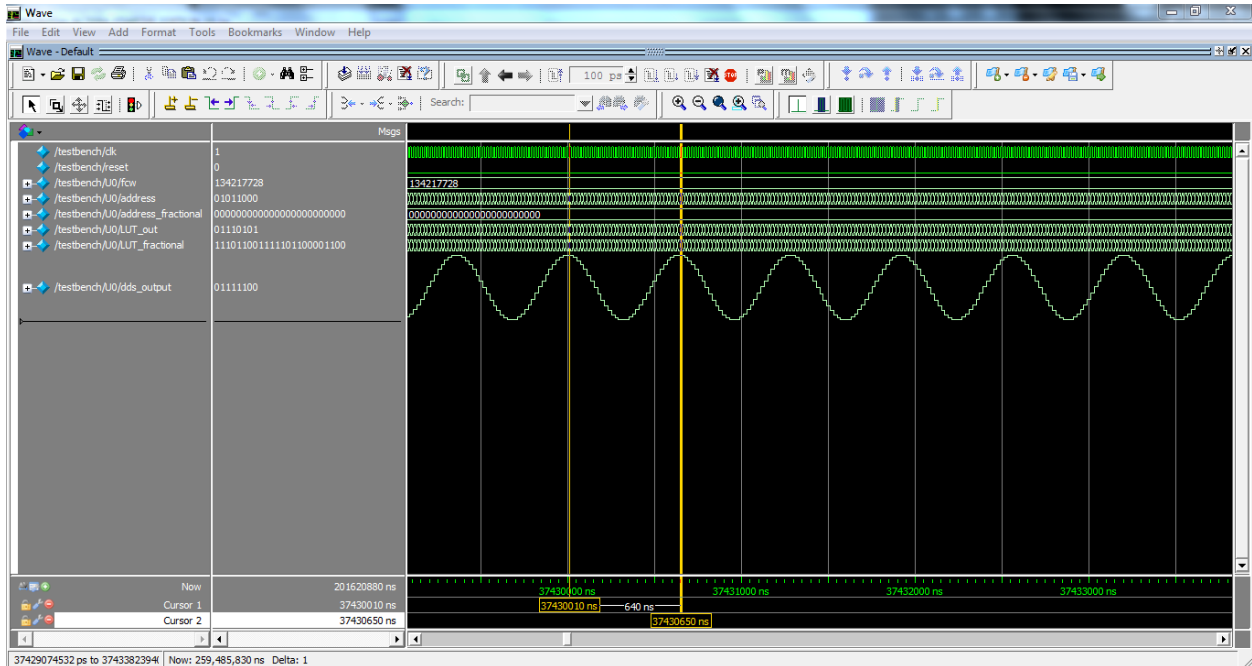 Wave
File Edit View Add Format Tools Bookmarks Window Help
Wave - Default
100 ps
Search:
Msgs
/testbench/clk 1
/testbench/reset 0
/testbench/U0/fcw 134217728 134217728
/testbench/U0/address 01011000
/testbench/U0/address_fractional 000000000000000000000000 000000000000000000000000
/testbench/U0/LUT_out 01110101
/testbench/U0/LUT_fractional 111011001111101100001100
/testbench/U0/dds_output 01111100
Now 201620880 ns 37430000 ns 37431000 ns 37432000 ns 37433000 ns
Cursor 1 37430010 ns 37430010 ns 640 ns
Cursor 2 37430650 ns 37430650 ns
37429074532 ps to 3743382394 Now: 259,485,830 ns Delta: 1